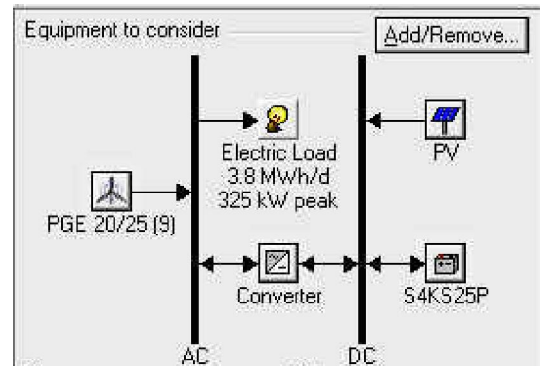 Equipment to consider
Add/Remove...
Electric Load
3.8 MWh/d
325 kW peak
PV
PGE 20/25 (9)
Converter
S4KS25P
AC
DC